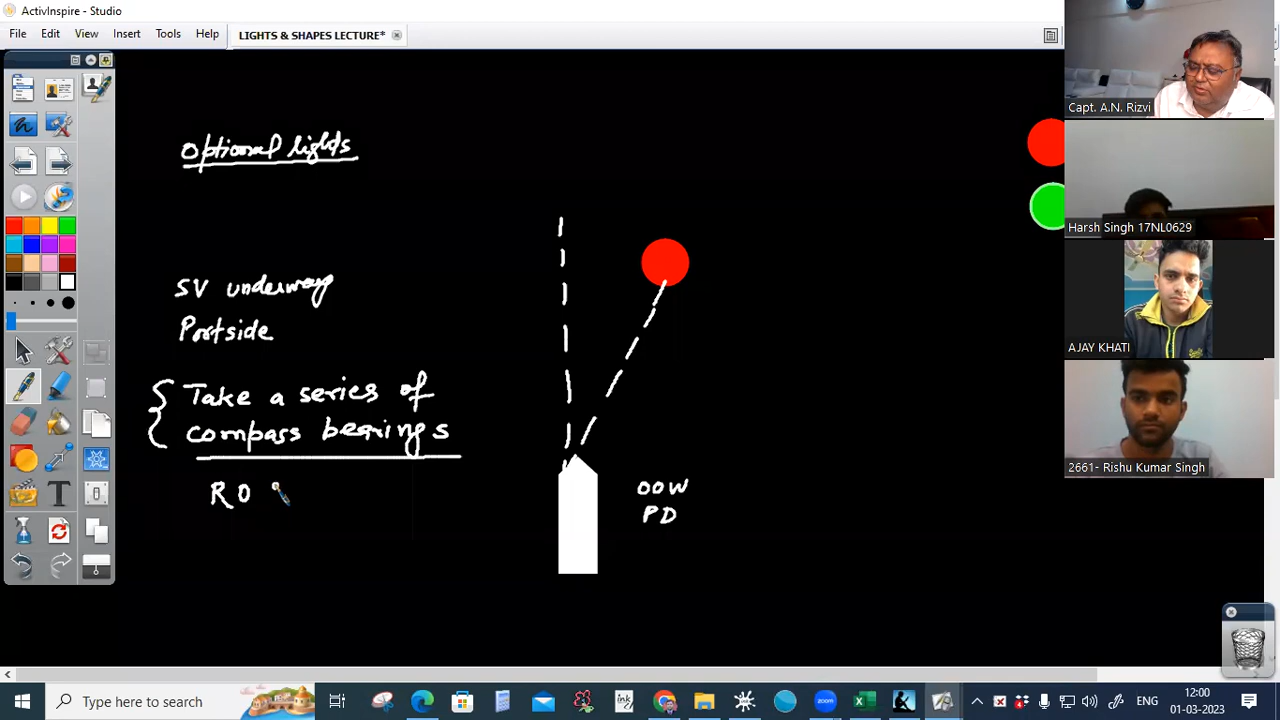 ActivInspire - Studio
File Edit View Insert Tools Help
LIGHTS & SHAPES LECTURE*
Optional lights
SV underway
Portside
Take a series of
compass bearings
R O
OOW
PD
Capt. A.N. Rizvi
Harsh Singh 17NL0629
AJAY KHATI
2661- Rishu Kumar Singh
Type here to search
ink
zoom
ENG
12:00
01-03-2023